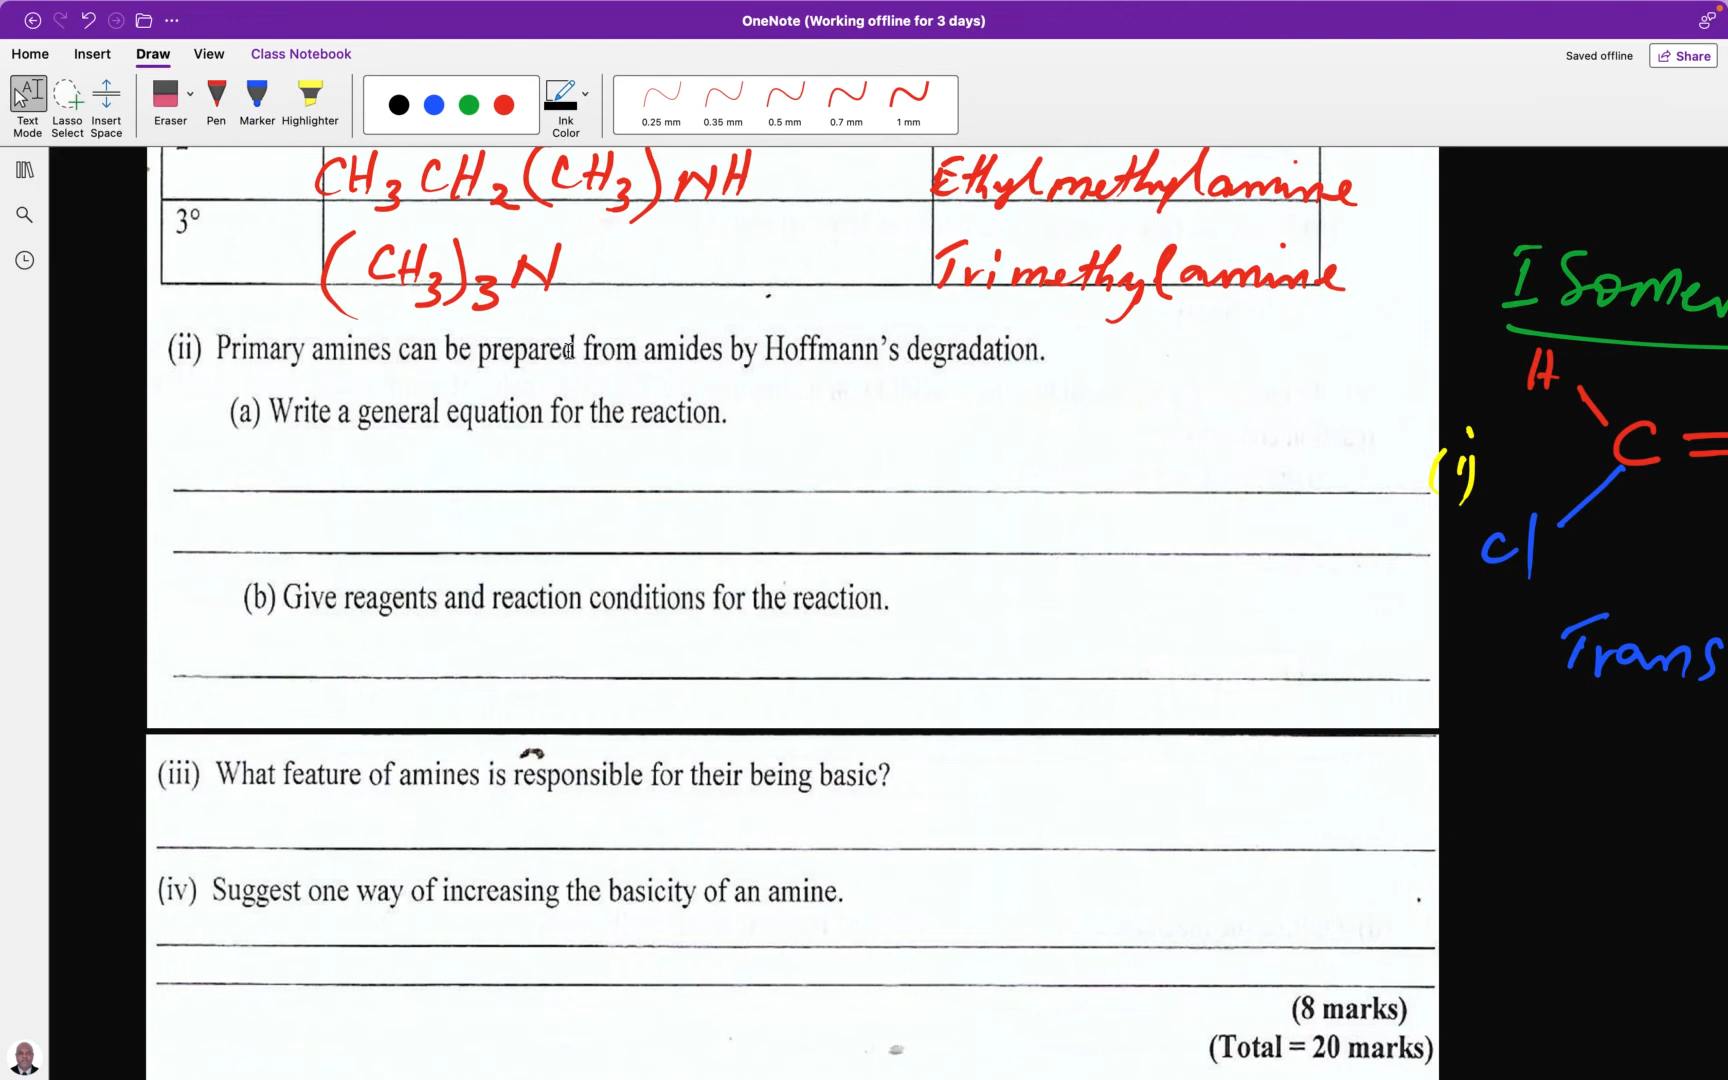 OneNote (Working offline for 3 days)
Home Insert Draw View Class Notebook
Saved offline Share
Text Mode Lasso Select Insert Space Eraser Pen Marker Highlighter Ink Color 0.25 mm 0.35 mm 0.5 mm 0.7 mm 1 mm
CH3CH2(CH3)NH Ethylmethylamine
3°
(CH3)3N Trimethylamine
(ii) Primary amines can be prepared from amides by Hoffmann's degradation.
(a) Write a general equation for the reaction.
(b) Give reagents and reaction conditions for the reaction.
(iii) What feature of amines is responsible for their being basic?
(iv) Suggest one way of increasing the basicity of an amine.
(8 marks)
(Total = 20 marks)
Isomer
H
(i) C =
Cl
Trans